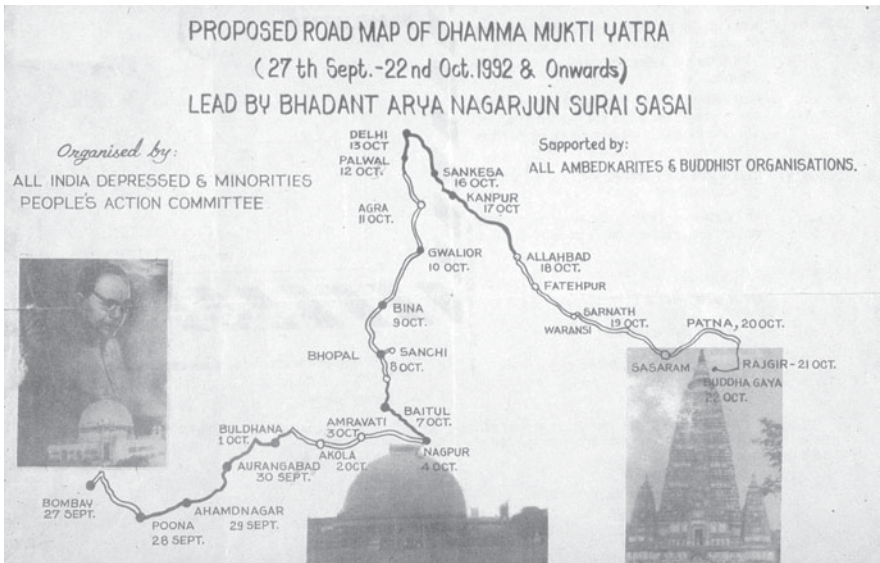 PROPOSED ROAD MAP OF DHAMMA MUKTI YATRA
(27th Sept.-22nd Oct.1992 & Onwards)
LEAD BY BHADANT ARYA NAGARJUN SURAI SASAI
Organised by:
ALL INDIA DEPRESSED & MINORITIES
PEOPLE'S ACTION COMMITTEE
Supported by:
ALL AMBEDKARITES & BUDDHIST ORGANISATIONS.
DELHI
13 OCT
PALWAL
12 OCT.
AGRA
11 OCT.
GWALIOR
10 OCT.
BINA
9 OCT.
BHOPAL
SANCHI
8 OCT.
BAITUL
7 OCT.
NAGPUR
4 OCT.
AMRAVATI
3 OCT.
AKOLA
2 OCT.
BULDHANA
1 OCT.
AURANGABAD
30 SEPT.
AHAMDNAGAR
29 SEPT.
POONA
28 SEPT.
BOMBAY
27 SEPT.
SANKESA
16 OCT.
KANPUR
17 OCT
ALLAHBAD
18 OCT.
FATEHPUR
SARNATH
19 OCT.
WARANSI
SASARAM
PATNA, 20 OCT.
RAJGIR-21 OCT.
BUDDHA GAYA
22 OCT.